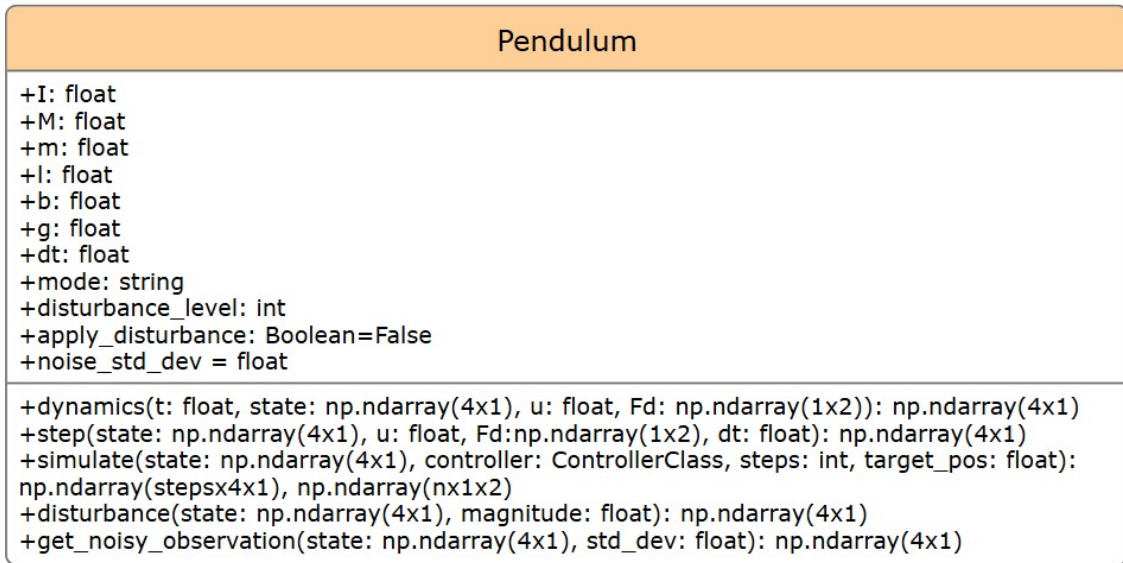 Pendulum
+I: float
+M: float
+m: float
+l: float
+b: float
+g: float
+dt: float
+mode: string
+disturbance_level: int
+apply_disturbance: Boolean=False
+noise_std_dev = float
+dynamics(t: float, state: np.ndarray(4x1), u: float, Fd: np.ndarray(1x2)): np.ndarray(4x1)
+step(state: np.ndarray(4x1), u: float, Fd:np.ndarray(1x2), dt: float): np.ndarray(4x1)
+simulate(state: np.ndarray(4x1), controller: ControllerClass, steps: int, target_pos: float):
np.ndarray(stepsx4x1), np.ndarray(nx1x2)
+disturbance(state: np.ndarray(4x1), magnitude: float): np.ndarray(4x1)
+get_noisy_observation(state: np.ndarray(4x1), std_dev: float): np.ndarray(4x1)